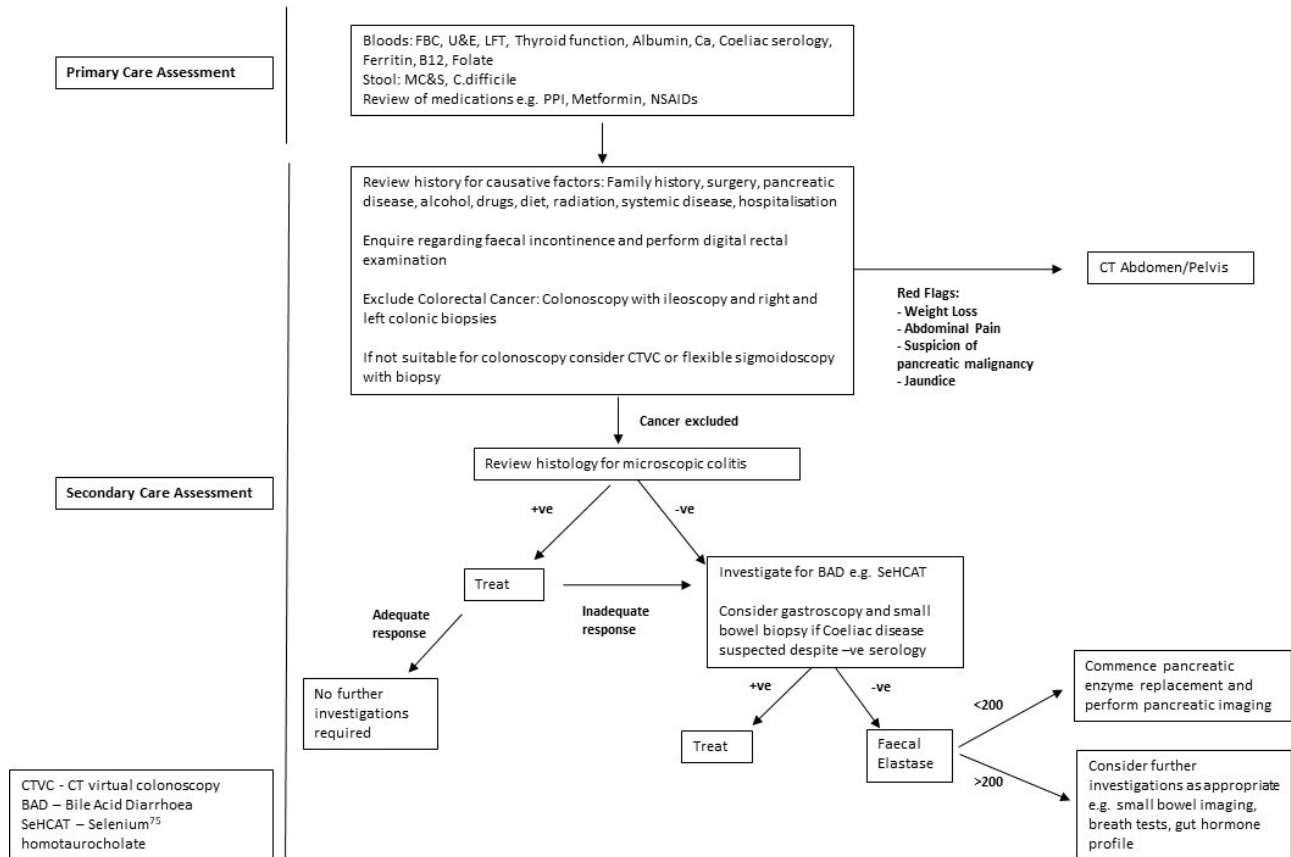 Primary Care Assessment
Bloods: FBC, U&E, LFT, Thyroid function, Albumin, Ca, Coeliac serology,
Ferritin, B12, Folate
Stool: MC&S, C.difficile
Review of medications e.g. PPI, Metformin, NSAIDs
Review history for causative factors: Family history, surgery, pancreatic
disease, alcohol, drugs, diet, radiation, systemic disease, hospitalisation
Enquire regarding faecal incontinence and perform digital rectal
examination
Exclude Colorectal Cancer: Colonoscopy with ileoscopy and right and
left colonic biopsies
If not suitable for colonoscopy consider CTVC or flexible sigmoidoscopy
with biopsy
CT Abdomen/Pelvis
Red Flags:
- Weight Loss
- Abdominal Pain
- Suspicion of
pancreatic malignancy
- Jaundice
Cancer excluded
Review histology for microscopic colitis
Secondary Care Assessment
+ve
-ve
Treat
Inadequate
response
Adequate
response
Investigate for BAD e.g. SeHCAT
Consider gastroscopy and small
bowel biopsy if Coeliac disease
suspected despite –ve serology
No further
investigations
required
+ve
-ve
Treat
Faecal
Elastase
<200
Commence pancreatic
enzyme replacement and
perform pancreatic imaging
>200
Consider further
investigations as appropriate
e.g. small bowel imaging,
breath tests, gut hormone
profile
CTVC - CT virtual colonoscopy
BAD – Bile Acid Diarrhoea
SeHCAT – Selenium⁷⁵
homotaurocholate